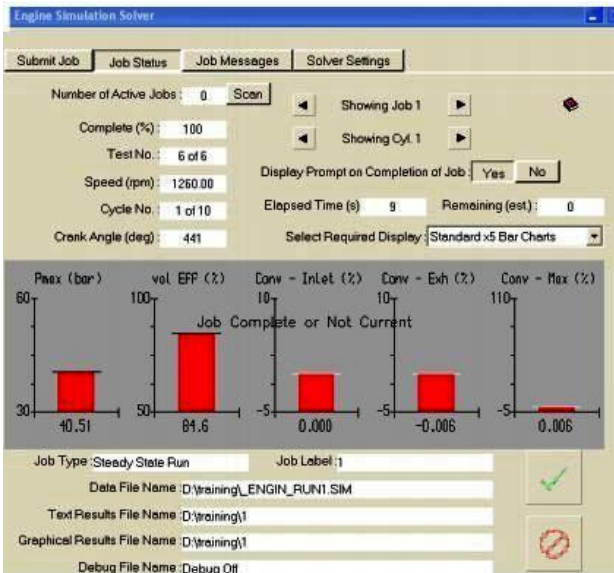 Engine Simulation Solver
Submit Job Job Status Job Messages Solver Settings
Number of Active Jobs : 0 Scan
Showing Job 1
Complete (%) : 100
Showing Cyl. 1
Test No. : 6 of 6
Display Prompt on Completion of Job : Yes No
Speed (rpm) : 1260.00
Cycle No. : 1 of 10
Elapsed Time (s) 9 Remaining (est.) : 0
Crank Angle (deg) : 441
Select Required Display : Standard x5 Bar Charts
Pmax (bar) vol EFF (%) Conv - Inlet (%) Conv - Exh (%) Conv - Max (%)
60 100 10 10 110
Job Complete or Not Current
30 50 -5 -5 -5
40.51 84.6 0.000 -0.006 0.006
Job Type : Steady State Run Job Label : 1
Data File Name : D:\training\_ENGIN_RUN1.SIM
Text Results File Name : D:\training\1
Graphical Results File Name : D:\training\1
Debug File Name : Debug Off